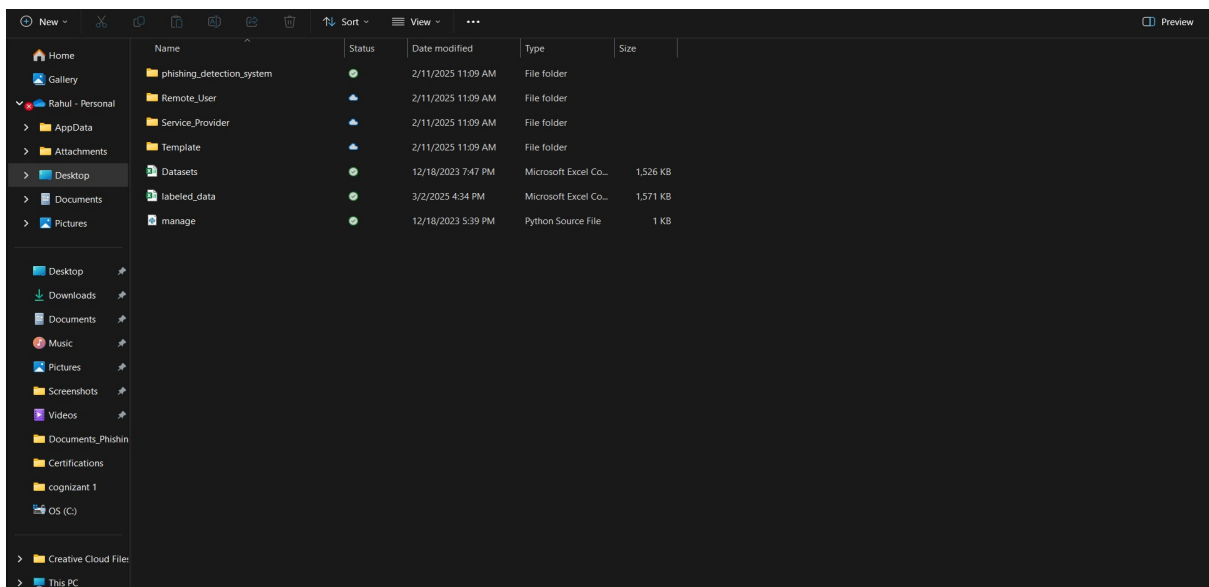 New Sort View ••• Preview
Name Status Date modified Type Size
Home
Gallery
Rahul - Personal
AppData
Attachments
Desktop
Documents
Pictures
Desktop
Downloads
Documents
Music
Pictures
Screenshots
Videos
Documents_Phishin
Certifications
cognizant 1
OS (C:)
Creative Cloud Files
This PC
phishing_detection_system 2/11/2025 11:09 AM File folder
Remote_User 2/11/2025 11:09 AM File folder
Service_Provider 2/11/2025 11:09 AM File folder
Template 2/11/2025 11:09 AM File folder
Datasets 12/18/2023 7:47 PM Microsoft Excel Co... 1,526 KB
labeled_data 3/2/2025 4:34 PM Microsoft Excel Co... 1,571 KB
manage 12/18/2023 5:39 PM Python Source File 1 KB